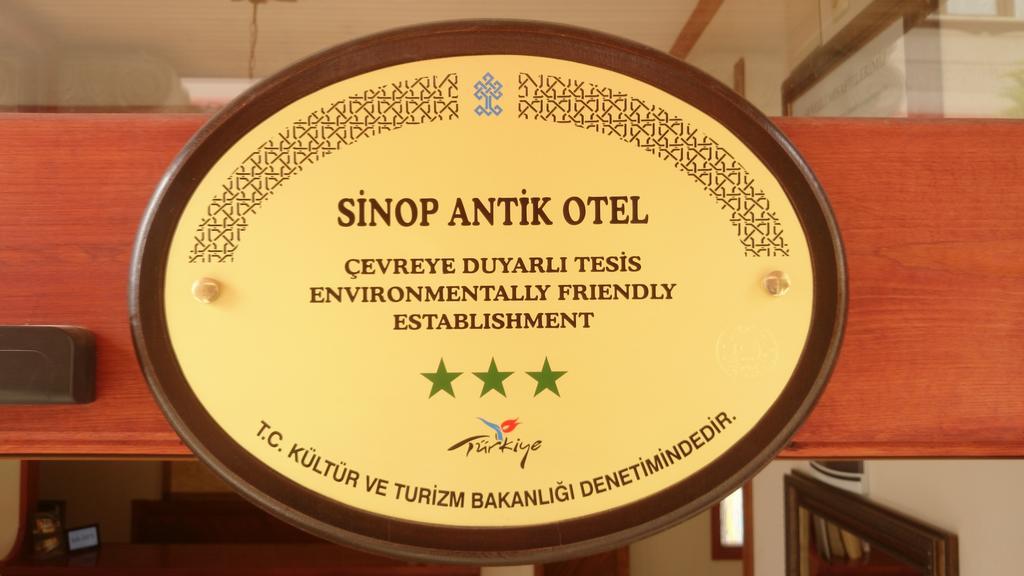 SİNOP ANTİK OTEL
ÇEVREYE DUYARLI TESİS
ENVIRONMENTALLY FRIENDLY
ESTABLISHMENT
Türkiye
T.C. KÜLTÜR VE TURİZM BAKANLIĞI DENETİMİNDEDİR.